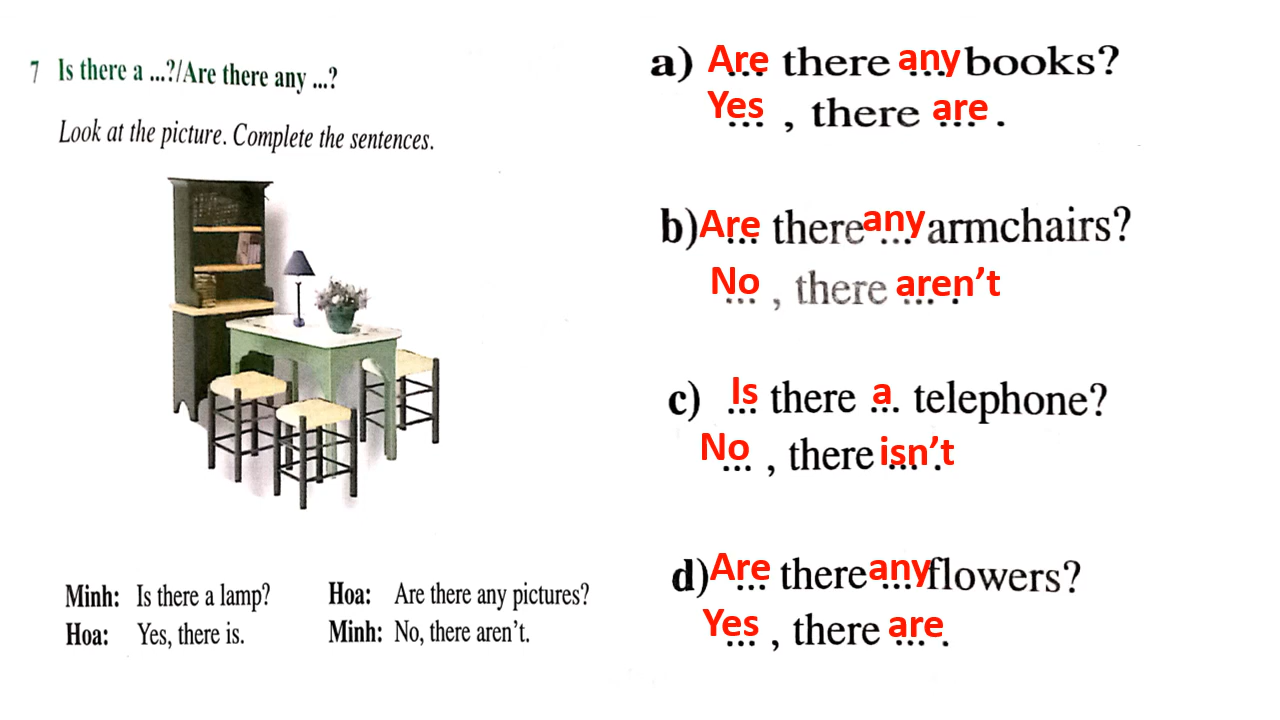 7 Is there a ...?/Are there any ...?
Look at the picture. Complete the sentences.
Minh: Is there a lamp?
Hoa: Yes, there is.
Hoa: Are there any pictures?
Minh: No, there aren't.
a) Are there any books?
Yes, there are.
b) Are there any armchairs?
No, there aren't.
c) Is there a telephone?
No, there isn't.
d) Are there any flowers?
Yes, there are.